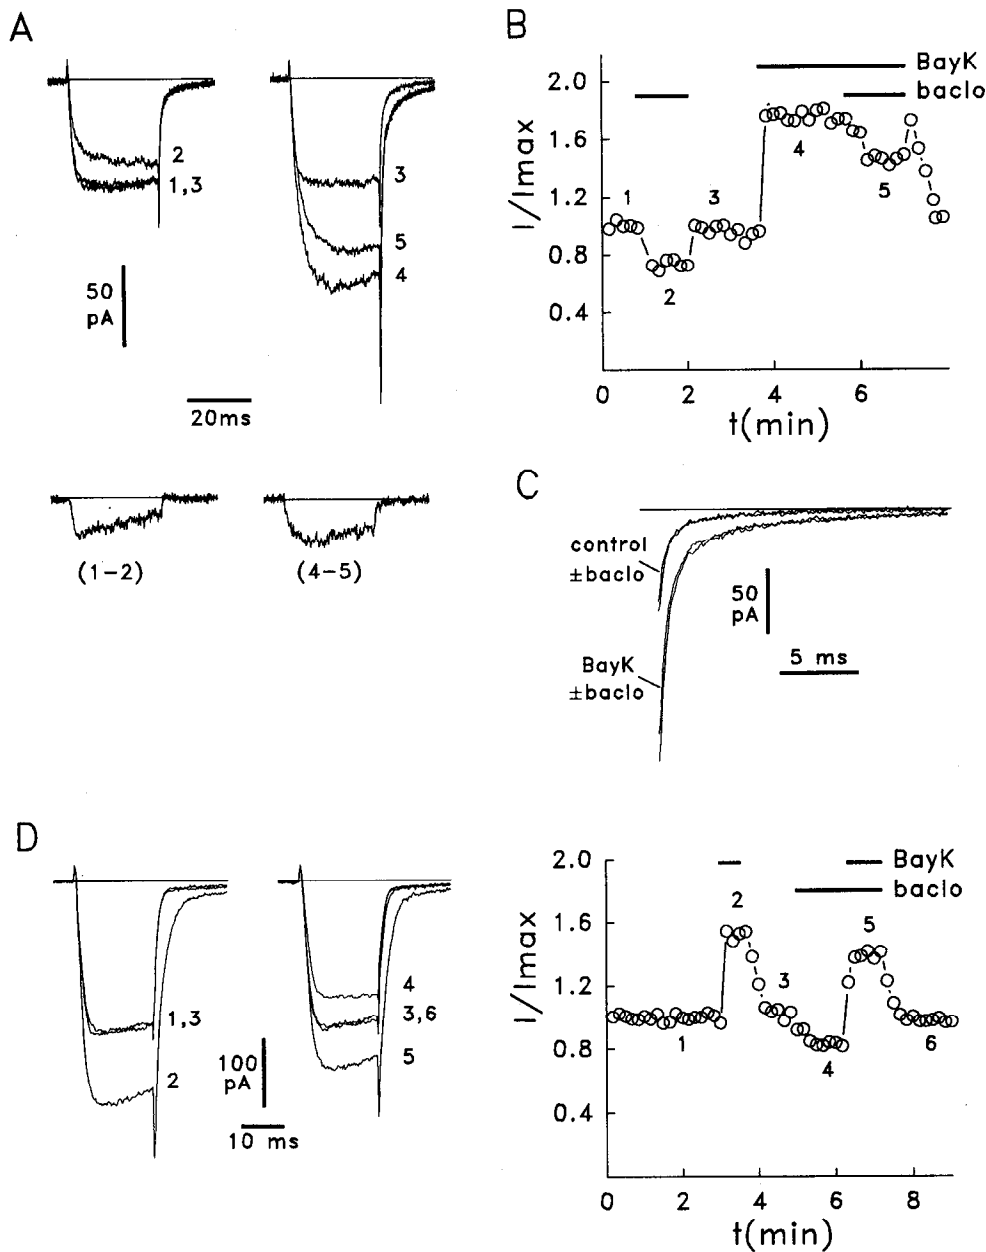 A
2
1,3
3
5
4
50
pA
20ms
(1-2)
(4-5)
B
BayK
baclo
2.0
1.6
1.2
0.8
0.4
I/Imax
1
2
3
4
5
0 2 4 6
t(min)
C
control
±baclo
BayK
±baclo
50
pA
5 ms
D
1,3
2
4
3,6
5
100
pA
10 ms
BayK
baclo
2.0
1.6
1.2
0.8
0.4
I/Imax
1
2
3
4
5
6
0 2 4 6 8
t(min)